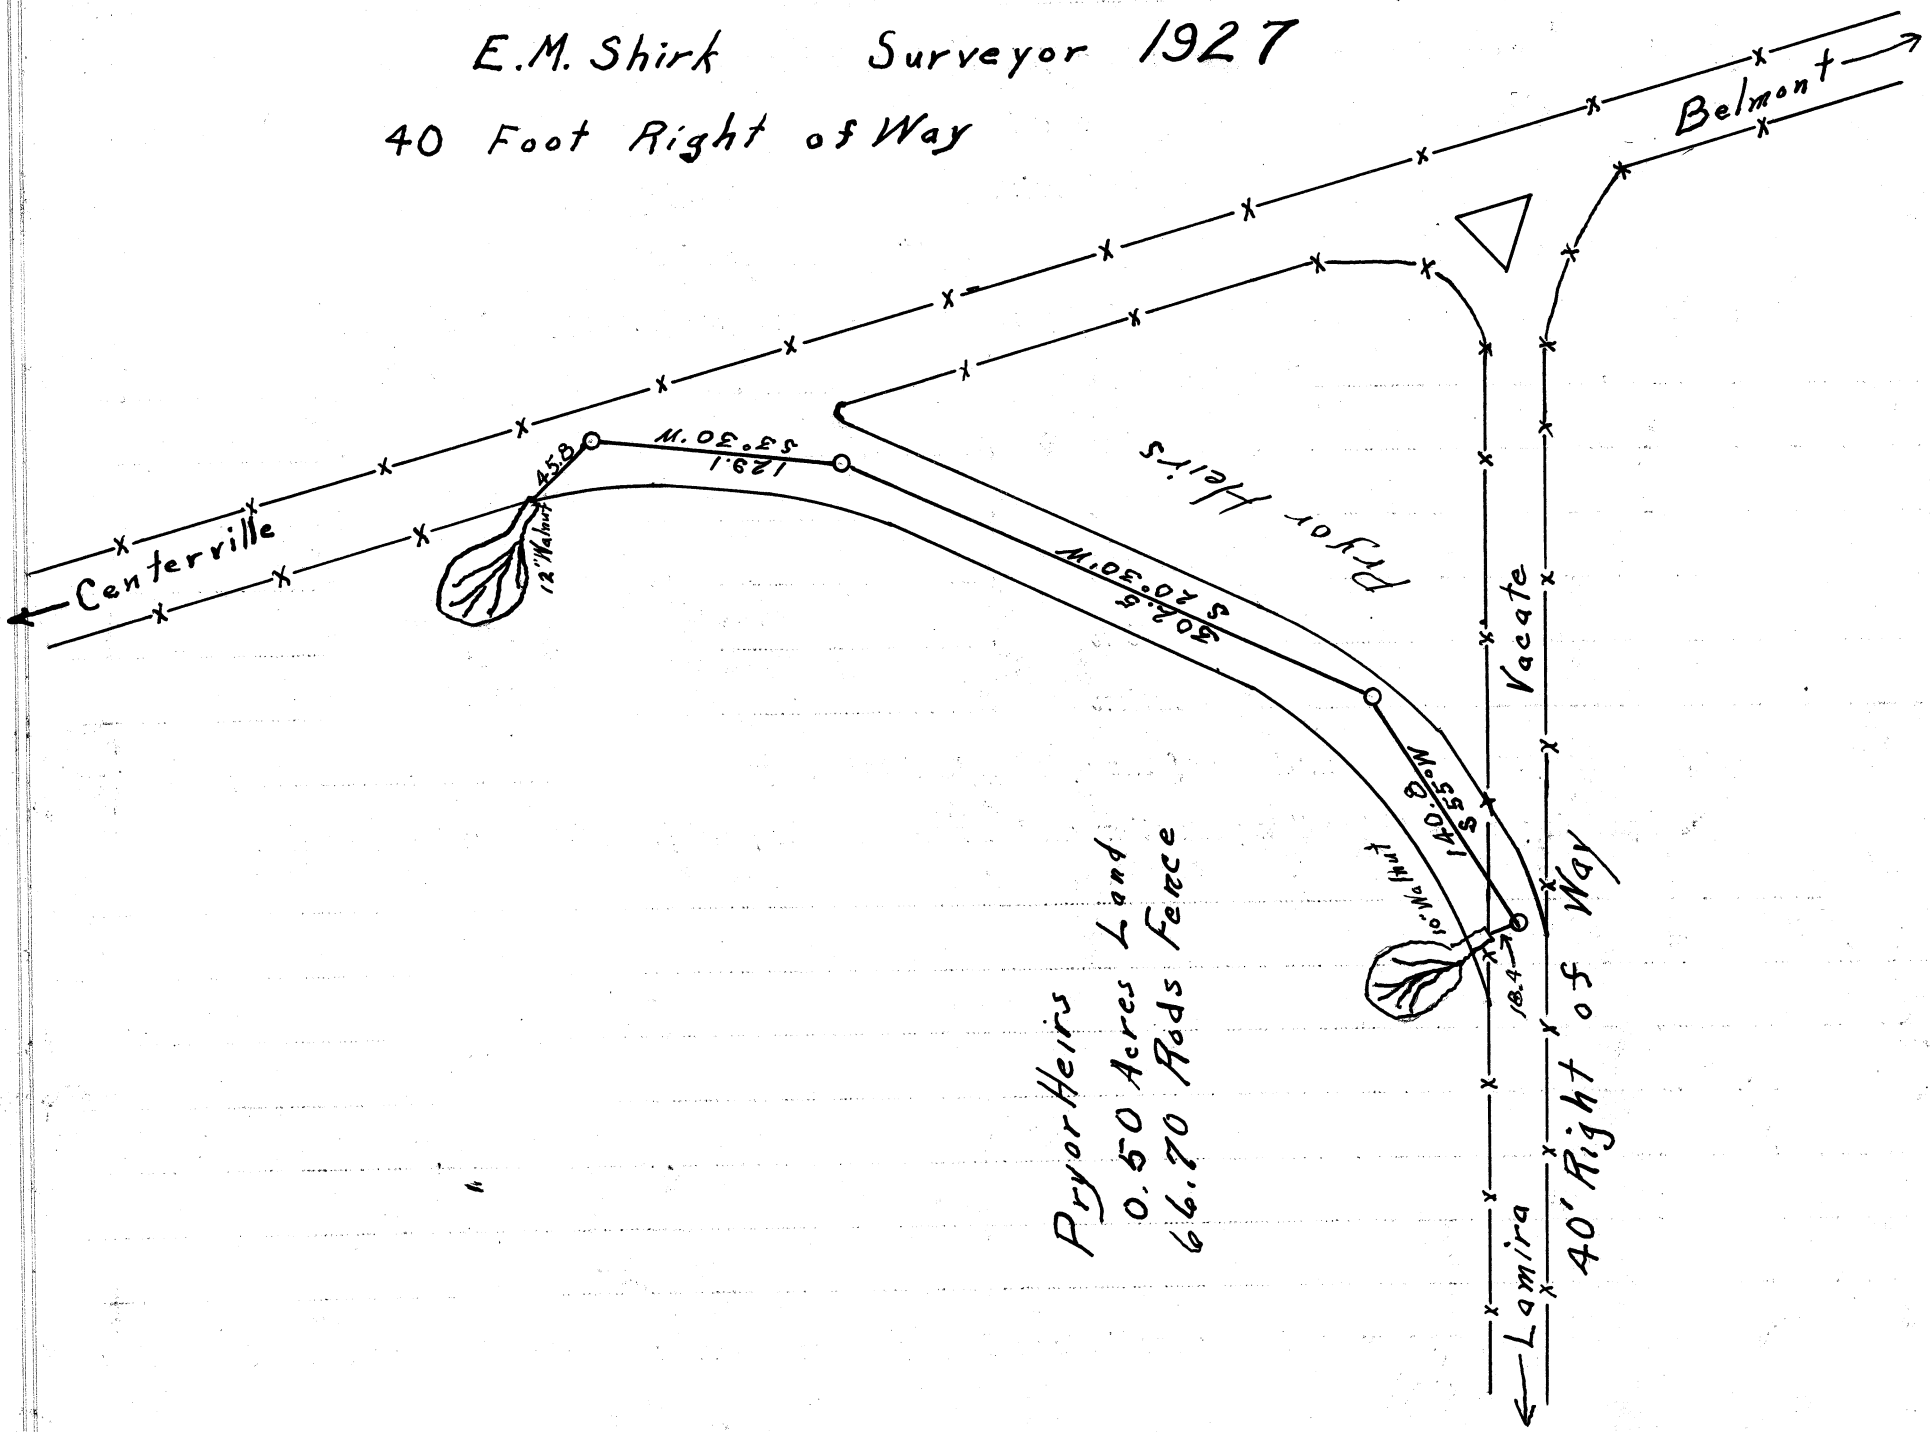 E.M. Shirk Surveyor 1927
40 Foot Right of Way
Belmont
Centerville
45.8
12" Walnut
S 3° 30' W
129.1
Pryor Heirs
S 20° 30' W
302.5
Vacate
S 55° W
140.8
10" Walnut
18.4
Pryor Heirs
0.50 Acres Land
66.70 Rods Fence
40' Right of Way
Lamira